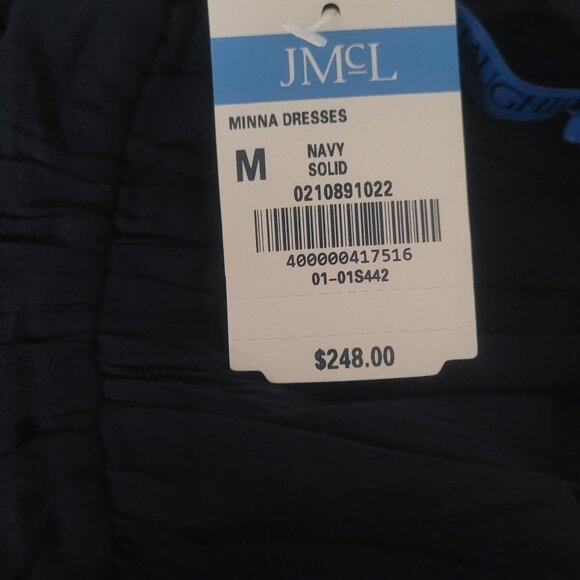 JMcL
MINNA DRESSES
M
NAVY
SOLID
0210891022
400000417516
01-01S442
$248.00